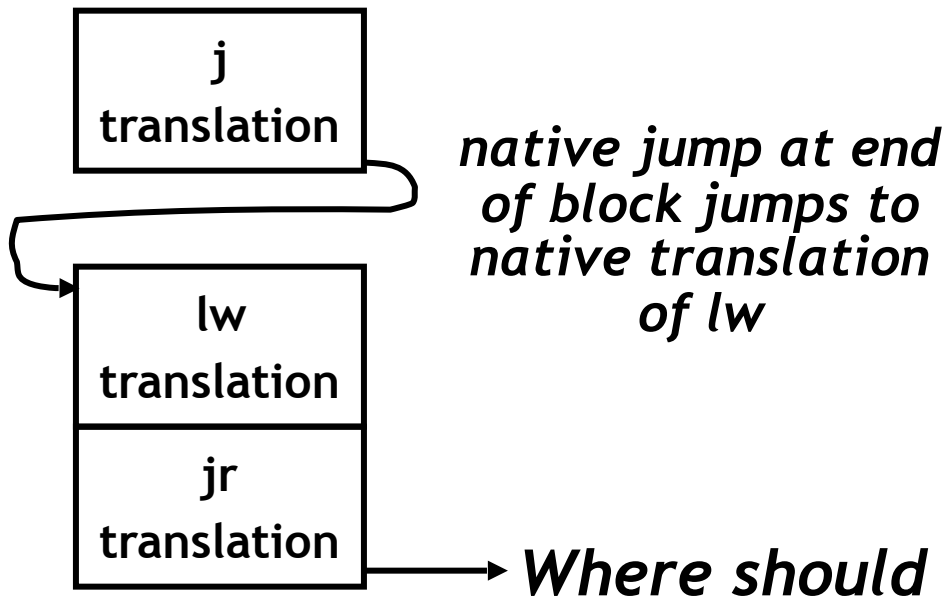 j
translation
native jump at end
of block jumps to
native translation
of lw
lw
translation
jr
translation
Where should